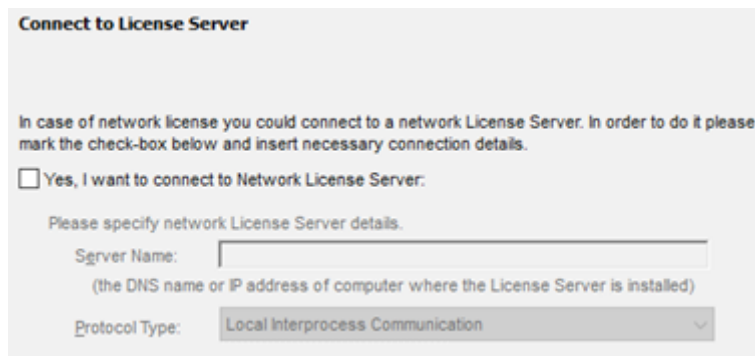 Connect to License Server
In case of network license you could connect to a network License Server. In order to do it please
mark the check-box below and insert necessary connection details.
Yes, I want to connect to Network License Server:
Please specify network License Server details.
Server Name:
(the DNS name or IP address of computer where the License Server is installed)
Protocol Type: Local Interprocess Communication